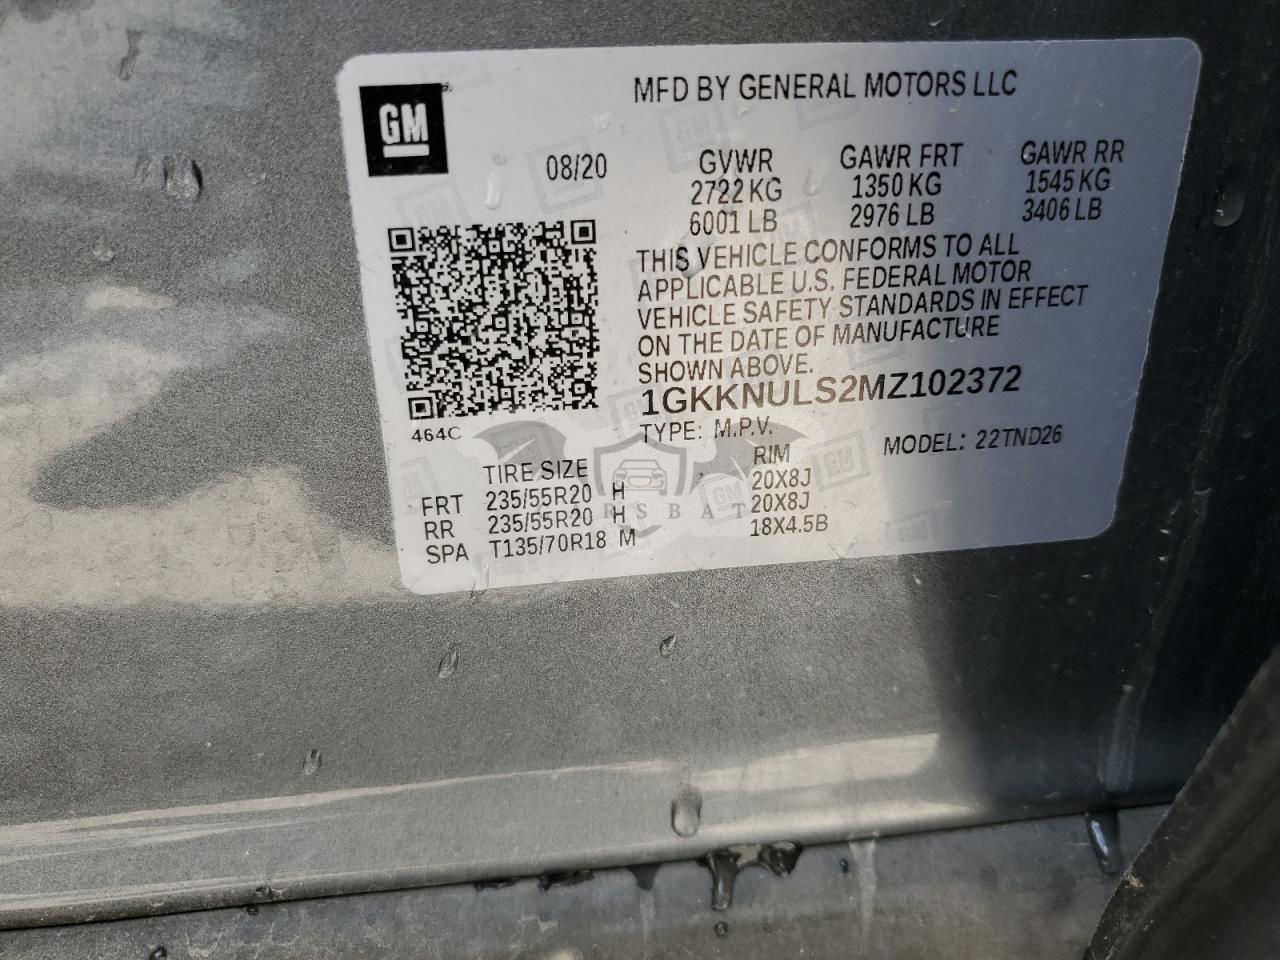 MFD BY GENERAL MOTORS LLC
GM
08/20
GVWR GAWR FRT GAWR RR
2722 KG 1350 KG 1545 KG
6001 LB 2976 LB 3406 LB
THIS VEHICLE CONFORMS TO ALL
APPLICABLE U.S. FEDERAL MOTOR
VEHICLE SAFETY STANDARDS IN EFFECT
ON THE DATE OF MANUFACTURE
SHOWN ABOVE.
1GKKNULS2MZ102372
464C
TYPE: M.P.V. MODEL: 22TND26
TIRE SIZE RIM
FRT 235/55R20 H 20X8J
RR 235/55R20 H 20X8J
SPA T135/70R18 M 18X4.5B
GM
GM